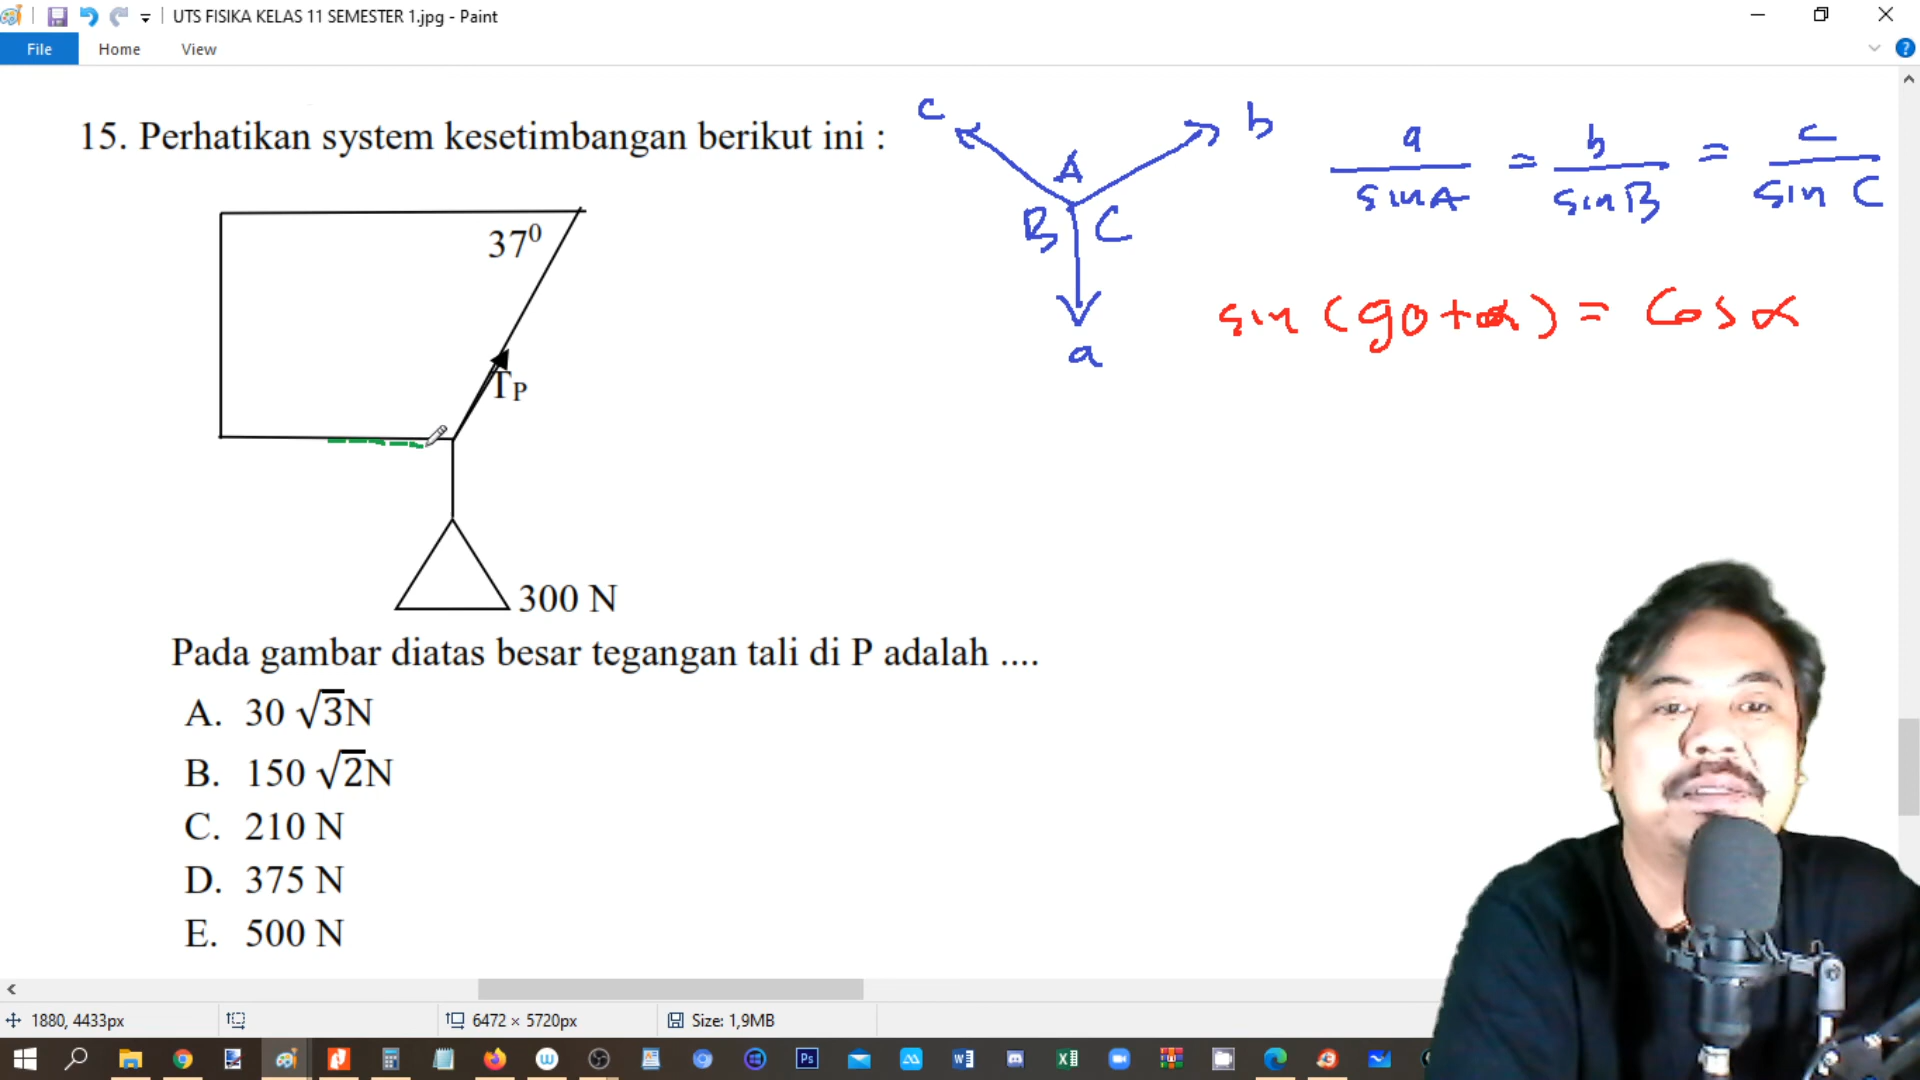 UTS FISIKA KELAS 11 SEMESTER 1.jpg - Paint
File Home View
15. Perhatikan system kesetimbangan berikut ini :
c b
A
B C
a
a/sin A = b/sin B = c/sin C
sin (90 + α) = cos α
37⁰
T_P
300 N
Pada gambar diatas besar tegangan tali di P adalah ....
A. 30 √3N
B. 150 √2N
C. 210 N
D. 375 N
E. 500 N
1880, 4433px 6472 × 5720px Size: 1,9MB